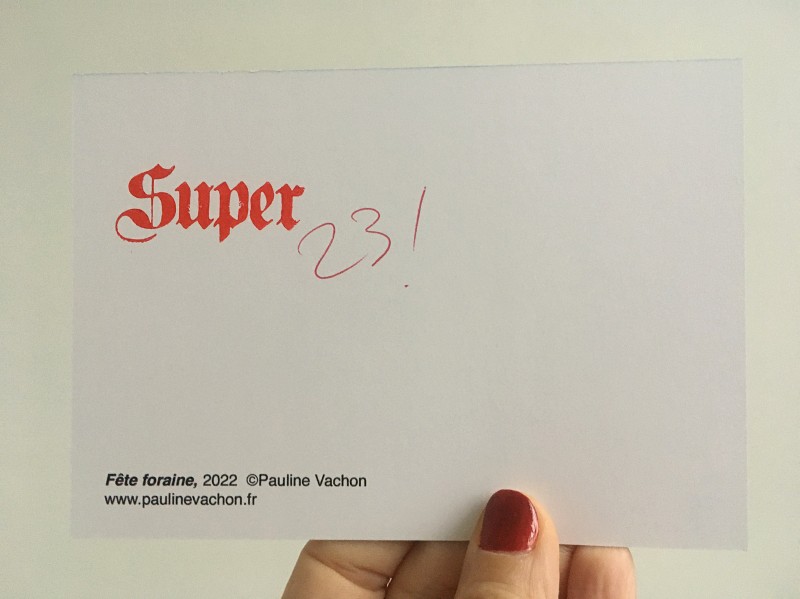 Super 23!
Fête foraine, 2022 ©Pauline Vachon
www.paulinevachon.fr